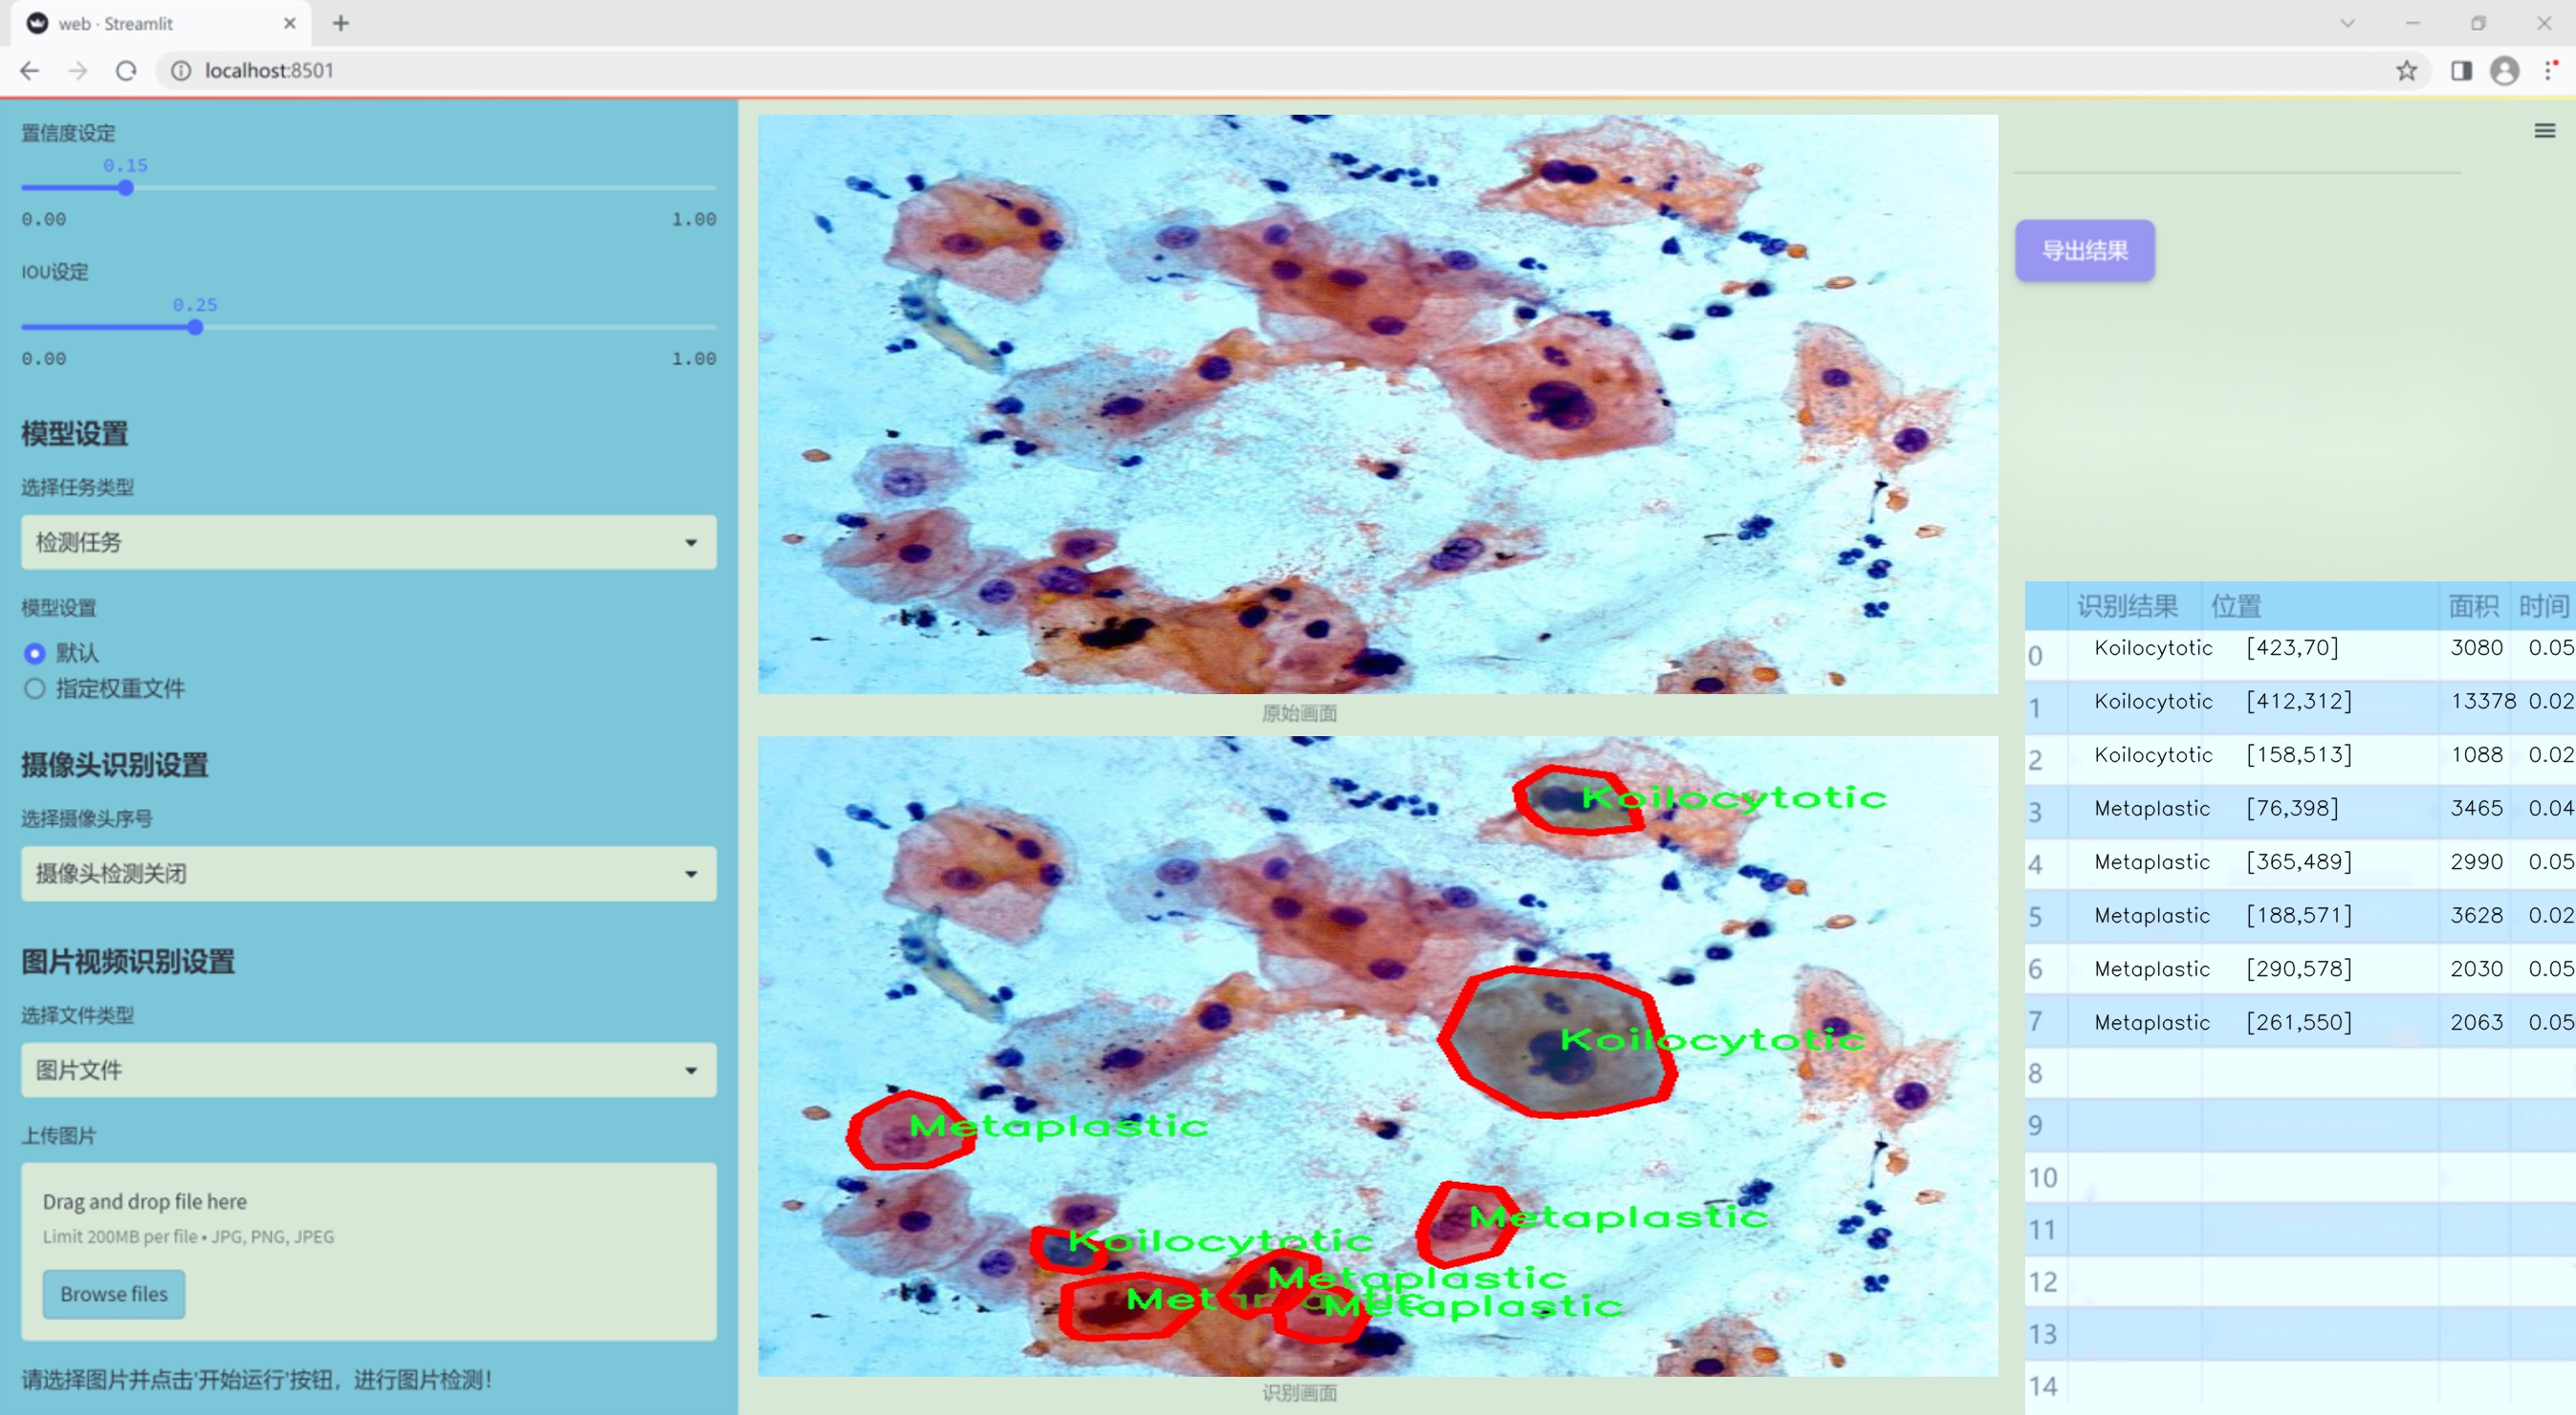 web · Streamlit
localhost:8501
置信度设定
0.15
0.00 1.00
IOU设定
0.25
0.00 1.00
模型设置
选择任务类型
检测任务
模型设置
默认
指定权重文件
摄像头识别设置
选择摄像头序号
摄像头检测关闭
图片视频识别设置
选择文件类型
图片文件
上传图片
Drag and drop file here
Limit 200MB per file • JPG, PNG, JPEG
Browse files
请选择图片并点击'开始运行'按钮，进行图片检测!
原始画面
Koilocytotic
Koilocytotic
Metaplastic
Metaplastic
Koilocytotic
Metaplastic
Metaplastic
识别画面
导出结果
识别结果 位置 面积 时间
0 Koilocytotic [423,70] 3080 0.05
1 Koilocytotic [412,312] 13378 0.02
2 Koilocytotic [158,513] 1088 0.02
3 Metaplastic [76,398] 3465 0.04
4 Metaplastic [365,489] 2990 0.05
5 Metaplastic [188,571] 3628 0.02
6 Metaplastic [290,578] 2030 0.05
7 Metaplastic [261,550] 2063 0.05
8
9
10
11
12
13
14